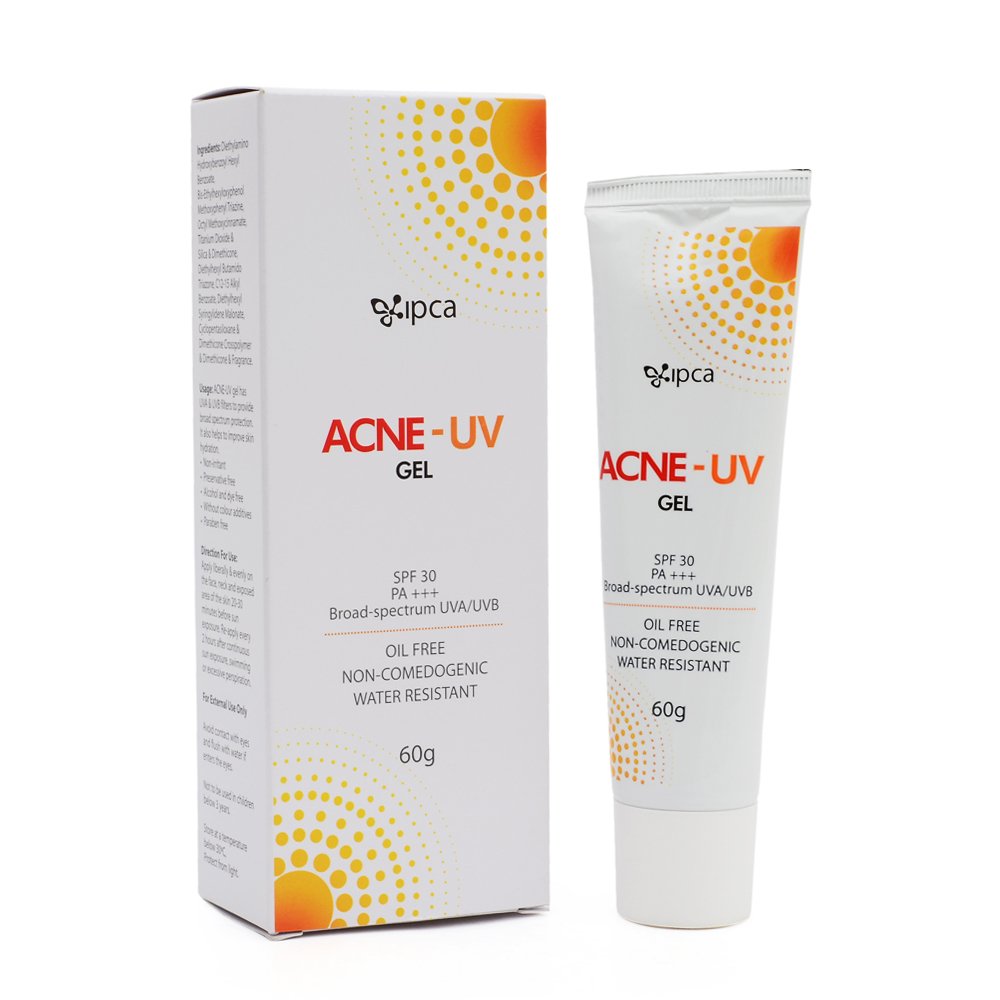 Ingredients: Diethylamino
Hydroxybenzoyl Hexyl
Benzoate,
Bis-Ethylhexyloxyphenol
Methoxyphenyl Triazine,
Octyl Methoxycinnamate,
Titanium Dioxide &
Silica & Dimethicone,
Diethylhexyl Butamido
Triazone, C12-15 Alkyl
Benzoate, Diethylhexyl
Syringylidene Malonate,
Cyclopentasiloxane &
Dimethicone Crosspolymer
& Dimethicone & Fragrance.
Usage: ACNE-UV gel has
UVA & UVB filters to provide
broad spectrum protection.
It also helps to improve skin
hydration.
• Non-irritant
• Preservative free
• Alcohol and dye free
• Without colour additives
• Paraben free
Direction For Use:
Apply liberally & evenly on
the face, neck and exposed
area of the skin 20-30
minutes before sun
exposure. Re-apply every
2 hours after continuous
sun exposure, swimming
or excessive perspiration.
For External Use Only
Avoid contact with eyes
and flush with water if
enters the eyes.
Not to be used in children
below 3 years.
Store at a temperature
below 30°C.
Protect from light.
ipca
ACNE-UV
GEL
SPF 30
PA +++
Broad-spectrum UVA/UVB
OIL FREE
NON-COMEDOGENIC
WATER RESISTANT
60g
ipca
ACNE-UV
GEL
SPF 30
PA +++
Broad-spectrum UVA/UVB
OIL FREE
NON-COMEDOGENIC
WATER RESISTANT
60g